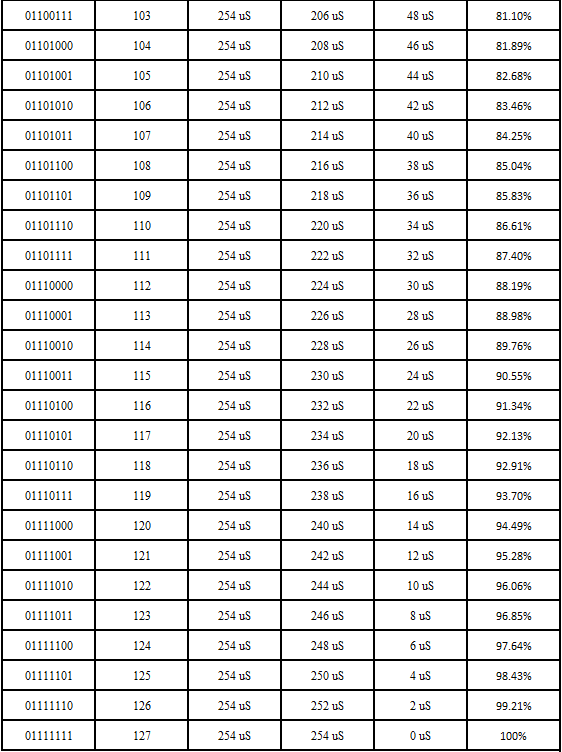 01100111 103 254 uS 206 uS 48 uS 81.10%
01101000 104 254 uS 208 uS 46 uS 81.89%
01101001 105 254 uS 210 uS 44 uS 82.68%
01101010 106 254 uS 212 uS 42 uS 83.46%
01101011 107 254 uS 214 uS 40 uS 84.25%
01101100 108 254 uS 216 uS 38 uS 85.04%
01101101 109 254 uS 218 uS 36 uS 85.83%
01101110 110 254 uS 220 uS 34 uS 86.61%
01101111 111 254 uS 222 uS 32 uS 87.40%
01110000 112 254 uS 224 uS 30 uS 88.19%
01110001 113 254 uS 226 uS 28 uS 88.98%
01110010 114 254 uS 228 uS 26 uS 89.76%
01110011 115 254 uS 230 uS 24 uS 90.55%
01110100 116 254 uS 232 uS 22 uS 91.34%
01110101 117 254 uS 234 uS 20 uS 92.13%
01110110 118 254 uS 236 uS 18 uS 92.91%
01110111 119 254 uS 238 uS 16 uS 93.70%
01111000 120 254 uS 240 uS 14 uS 94.49%
01111001 121 254 uS 242 uS 12 uS 95.28%
01111010 122 254 uS 244 uS 10 uS 96.06%
01111011 123 254 uS 246 uS 8 uS 96.85%
01111100 124 254 uS 248 uS 6 uS 97.64%
01111101 125 254 uS 250 uS 4 uS 98.43%
01111110 126 254 uS 252 uS 2 uS 99.21%
01111111 127 254 uS 254 uS 0 uS 100%